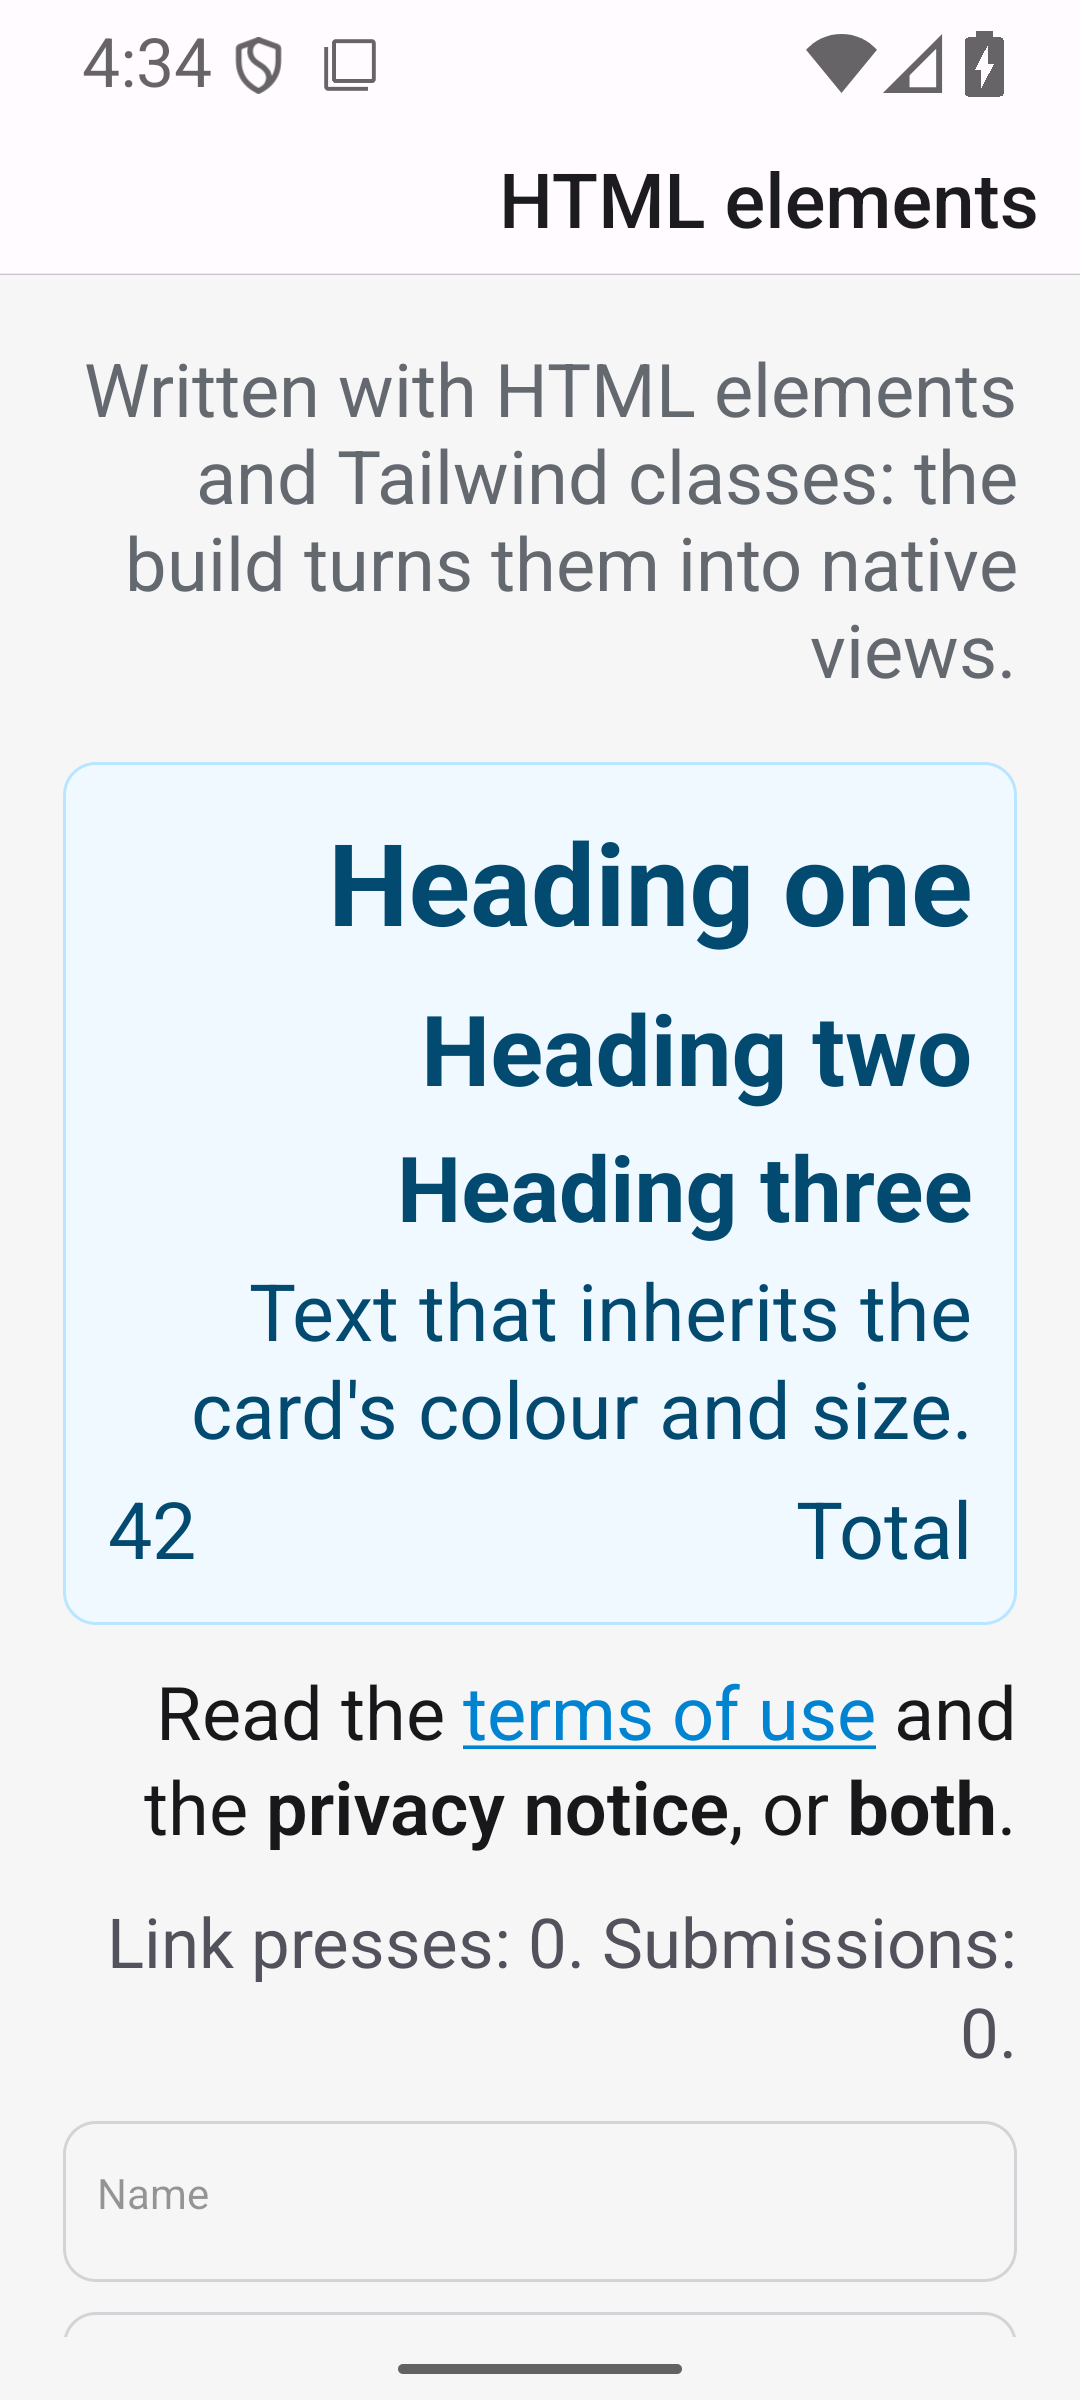 4:34
HTML elements
Written with HTML elements
and Tailwind classes: the
build turns them into native
views.
Heading one
Heading two
Heading three
Text that inherits the
card's colour and size.
42 Total
Read the terms of use and
the privacy notice, or both.
Link presses: 0. Submissions:
0.
Name